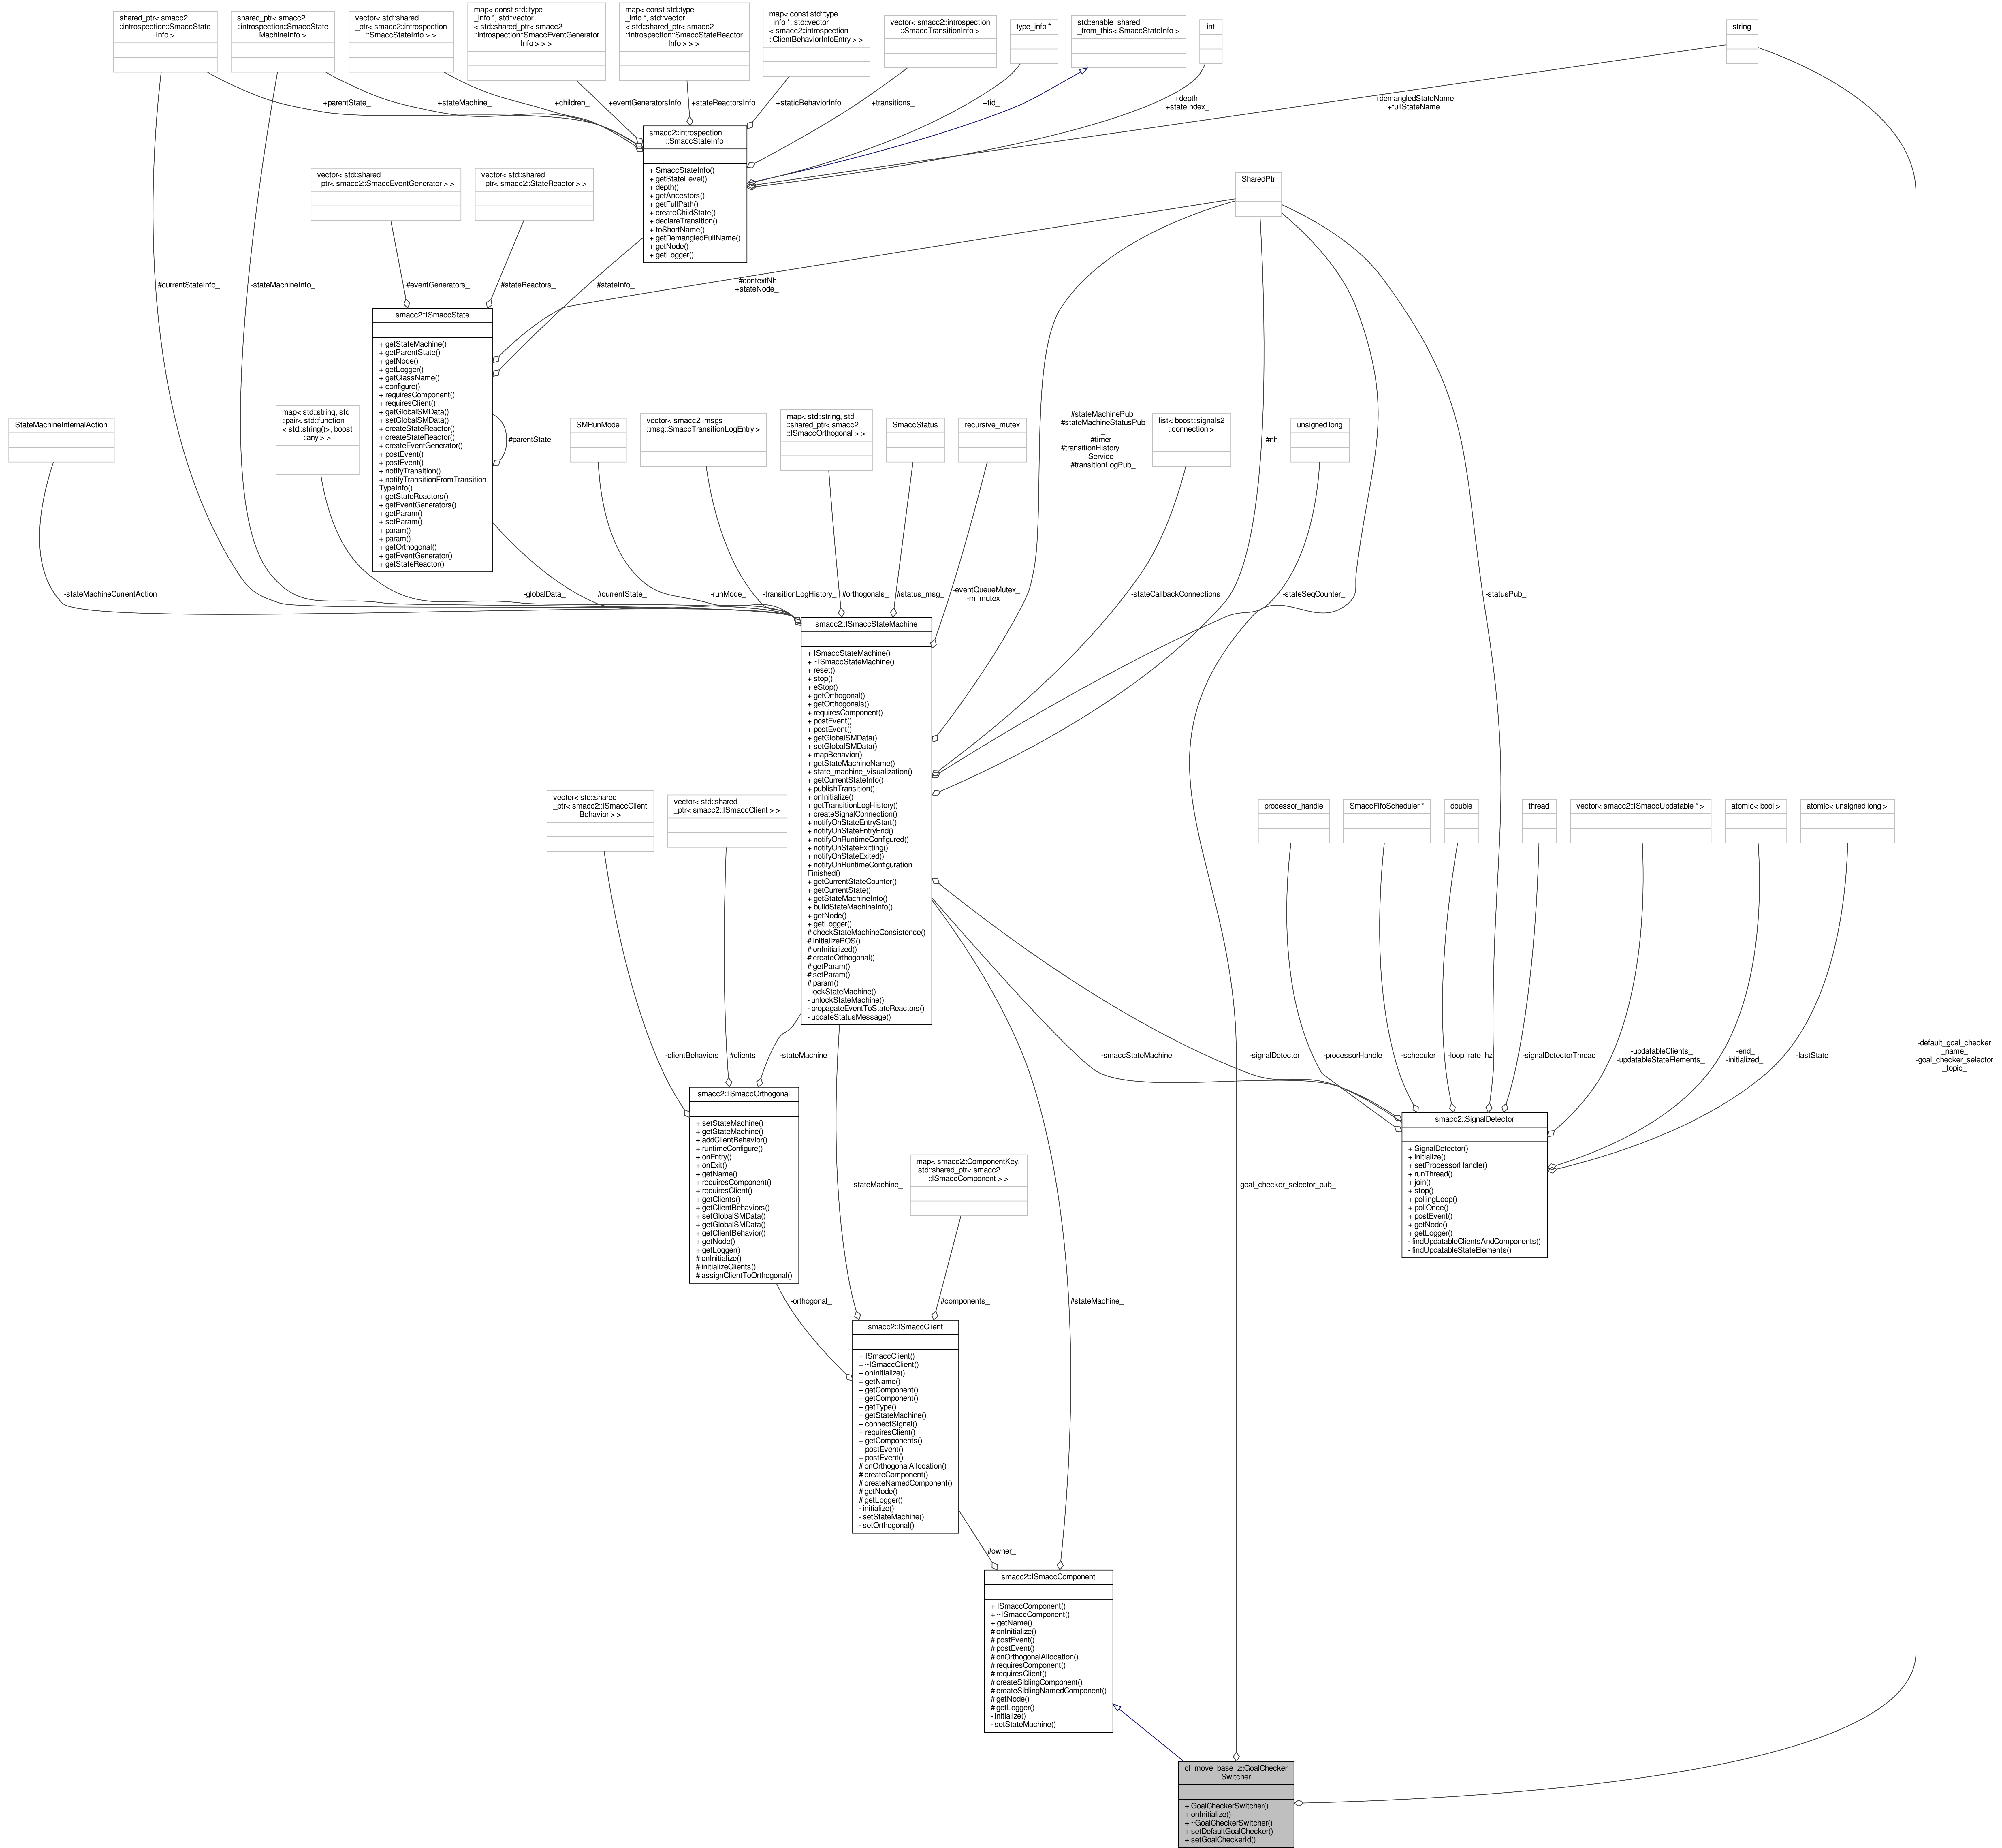 shared_ptr< smacc2
::introspection::SmaccState
Info >
shared_ptr< smacc2
::introspection::SmaccState
MachineInfo >
vector< std::shared
_ptr< smacc2::introspection
::SmaccStateInfo > >
map< const std::type
_info *, std::vector
< std::shared_ptr< smacc2
::introspection::SmaccEventGenerator
Info > > >
map< const std::type
_info *, std::vector
< std::shared_ptr< smacc2
::introspection::SmaccStateReactor
Info > > >
map< const std::type
_info *, std::vector
< smacc2::introspection
::ClientBehaviorInfoEntry > >
vector< smacc2::introspection
::SmaccTransitionInfo >
type_info *
std::enable_shared
_from_this< SmaccStateInfo >
int
string
+parentState_
+stateMachine_
+children_
+eventGeneratorsInfo
+stateReactorsInfo
+staticBehaviorInfo
+transitions_
+tid_
+depth_
+stateIndex_
+demangledStateName
+fullStateName
smacc2::introspection
::SmaccStateInfo
+ SmaccStateInfo()
+ getStateLevel()
+ depth()
+ getAncestors()
+ getFullPath()
+ createChildState()
+ declareTransition()
+ toShortName()
+ getDemangledFullName()
+ getNode()
+ getLogger()
vector< std::shared
_ptr< smacc2::SmaccEventGenerator > >
vector< std::shared
_ptr< smacc2::StateReactor > >
SharedPtr
#currentStateInfo_
-stateMachineInfo_
#eventGenerators_
#stateReactors_
#stateInfo_
#contextNh
+stateNode_
smacc2::ISmaccState
+ getStateMachine()
+ getParentState()
+ getNode()
+ getLogger()
+ getClassName()
+ configure()
+ requiresComponent()
+ requiresClient()
+ getGlobalSMData()
+ setGlobalSMData()
+ createStateReactor()
+ createStateReactor()
+ createEventGenerator()
+ postEvent()
+ postEvent()
+ notifyTransition()
+ notifyTransitionFromTransition
TypeInfo()
+ getStateReactors()
+ getEventGenerators()
+ getParam()
+ setParam()
+ param()
+ param()
+ getOrthogonal()
+ getEventGenerator()
+ getStateReactor()
#parentState_
StateMachineInternalAction
map< std::string, std
::pair< std::function
< std::string()>, boost
::any > >
SMRunMode
vector< smacc2_msgs
::msg::SmaccTransitionLogEntry >
map< std::string, std
::shared_ptr< smacc2
::ISmaccOrthogonal > >
SmaccStatus
recursive_mutex
#stateMachinePub_
#stateMachineStatusPub
_
#timer_
#transitionHistory
Service_
#transitionLogPub_
#nh_
list< boost::signals2
::connection >
unsigned long
-stateMachineCurrentAction
-globalData_
#currentState_
-runMode_
-transitionLogHistory_
#orthogonals_
#status_msg_
-eventQueueMutex_
-m_mutex_
-stateCallbackConnections
-stateSeqCounter_
-statusPub_
smacc2::ISmaccStateMachine
+ ISmaccStateMachine()
+ ~ISmaccStateMachine()
+ reset()
+ stop()
+ eStop()
+ getOrthogonal()
+ getOrthogonals()
+ requiresComponent()
+ postEvent()
+ postEvent()
+ getGlobalSMData()
+ setGlobalSMData()
+ mapBehavior()
+ getStateMachineName()
+ state_machine_visualization()
+ getCurrentStateInfo()
+ publishTransition()
+ onInitialize()
+ getTransitionLogHistory()
+ createSignalConnection()
+ notifyOnStateEntryStart()
+ notifyOnStateEntryEnd()
+ notifyOnRuntimeConfigured()
+ notifyOnStateExitting()
+ notifyOnStateExited()
+ notifyOnRuntimeConfiguration
Finished()
+ getCurrentStateCounter()
+ getCurrentState()
+ getStateMachineInfo()
+ buildStateMachineInfo()
+ getNode()
+ getLogger()
# checkStateMachineConsistence()
# initializeROS()
# onInitialized()
# createOrthogonal()
# getParam()
# setParam()
# param()
- lockStateMachine()
- unlockStateMachine()
- propagateEventToStateReactors()
- updateStatusMessage()
vector< std::shared
_ptr< smacc2::ISmaccClient
Behavior > >
vector< std::shared
_ptr< smacc2::ISmaccClient > >
processor_handle
SmaccFifoScheduler *
double
thread
vector< smacc2::ISmaccUpdatable * >
atomic< bool >
atomic< unsigned long >
-clientBehaviors_
#clients_
-stateMachine_
-smaccStateMachine_
-signalDetector_
-processorHandle_
-scheduler_
-loop_rate_hz
-signalDetectorThread_
-updatableClients_
-updatableStateElements_
-end_
-initialized_
-lastState_
-default_goal_checker
_name_
-goal_checker_selector
_topic_
smacc2::ISmaccOrthogonal
+ setStateMachine()
+ getStateMachine()
+ addClientBehavior()
+ runtimeConfigure()
+ onEntry()
+ onExit()
+ getName()
+ requiresComponent()
+ requiresClient()
+ getClients()
+ getClientBehaviors()
+ setGlobalSMData()
+ getGlobalSMData()
+ getClientBehavior()
+ getNode()
+ getLogger()
# onInitialize()
# initializeClients()
# assignClientToOrthogonal()
smacc2::SignalDetector
+ SignalDetector()
+ initialize()
+ setProcessorHandle()
+ runThread()
+ join()
+ stop()
+ pollingLoop()
+ pollOnce()
+ postEvent()
+ getNode()
+ getLogger()
- findUpdatableClientsAndComponents()
- findUpdatableStateElements()
-stateMachine_
map< smacc2::ComponentKey,
std::shared_ptr< smacc2
::ISmaccComponent > >
-goal_checker_selector_pub_
-orthogonal_
#components_
#stateMachine_
smacc2::ISmaccClient
+ ISmaccClient()
+ ~ISmaccClient()
+ onInitialize()
+ getName()
+ getComponent()
+ getComponent()
+ getType()
+ getStateMachine()
+ connectSignal()
+ requiresClient()
+ getComponents()
+ postEvent()
+ postEvent()
# onOrthogonalAllocation()
# createComponent()
# createNamedComponent()
# getNode()
# getLogger()
- initialize()
- setStateMachine()
- setOrthogonal()
#owner_
smacc2::ISmaccComponent
+ ISmaccComponent()
+ ~ISmaccComponent()
+ getName()
# onInitialize()
# postEvent()
# postEvent()
# onOrthogonalAllocation()
# requiresComponent()
# requiresClient()
# createSiblingComponent()
# createSiblingNamedComponent()
# getNode()
# getLogger()
- initialize()
- setStateMachine()
cl_move_base_z::GoalChecker
Switcher
+ GoalCheckerSwitcher()
+ onInitialize()
+ ~GoalCheckerSwitcher()
+ setDefaultGoalChecker()
+ setGoalCheckerId()